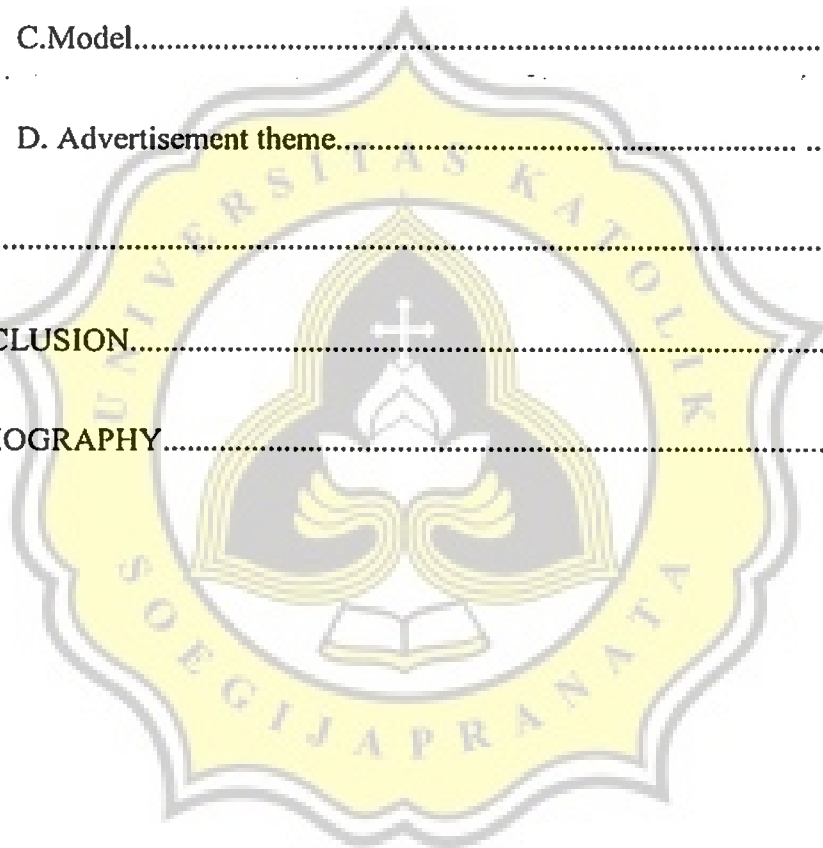 C.Model........................................................................
D. Advertisement theme................................................ ..
........................................................................
CLUSION........................................................................
OGRAPHY........................................................................
UNIVERSITAS KATOLIK
SOEGIJAPRANATA